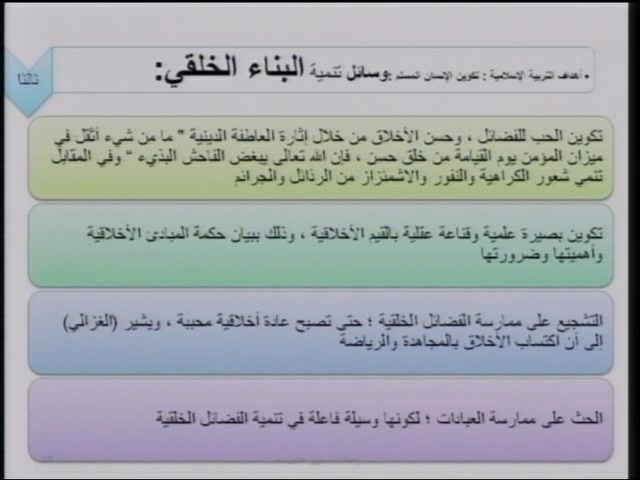 ثالثا
• أهداف التربية الإسلامية : تكوين الإنسان المسلم :وسائل تنمية البناء الخلقي:
تكوين الحب للفضائل ، وحسن الأخلاق من خلال إثارة العاطفة الدينية " ما من شيء أثقل في
ميزان المؤمن يوم القيامة من خلق حسن ، فإن الله تعالى يبغض الفاحش البذيء " وفي المقابل
تنمي شعور الكراهية والنفور والاشمئزاز من الرذائل والجرائم
تكوين بصيرة علمية وقناعة عقلية بالقيم الأخلاقية ، وذلك ببيان حكمة المبادئ الأخلاقية
وأهميتها وضرورتها
التشجيع على ممارسة الفضائل الخلقية ؛ حتى تصبح عادة أخلاقية محببة ، ويشير (الغزالي)
إلى أن اكتساب الأخلاق بالمجاهدة والرياضة
الحث على ممارسة العبادات ؛ لكونها وسيلة فاعلة في تنمية الفضائل الخلقية